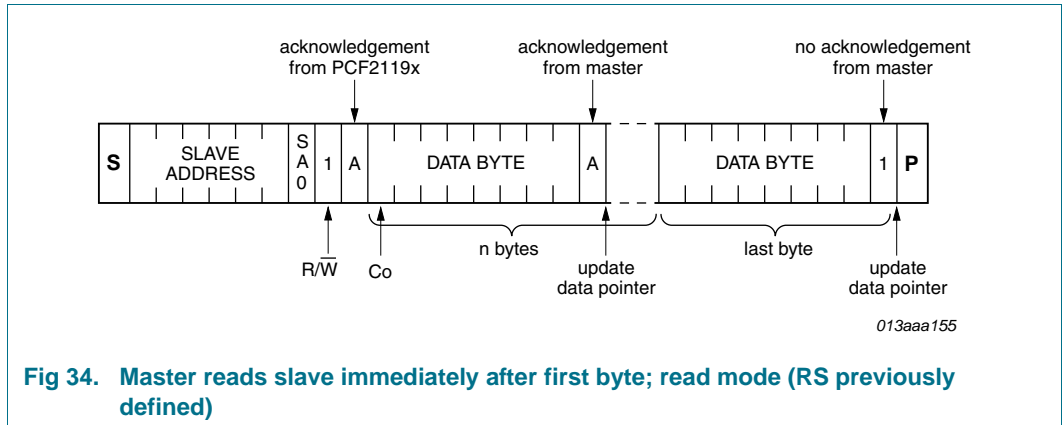 acknowledgement
from PCF2119x
acknowledgement
from master
no acknowledgement
from master
S
SLAVE
ADDRESS
S
A
0
1
A
DATA BYTE
A
DATA BYTE
1
P
R/W̅
Co
n bytes
update
data pointer
last byte
update
data pointer
013aaa155
Fig 34. Master reads slave immediately after first byte; read mode (RS previously
defined)